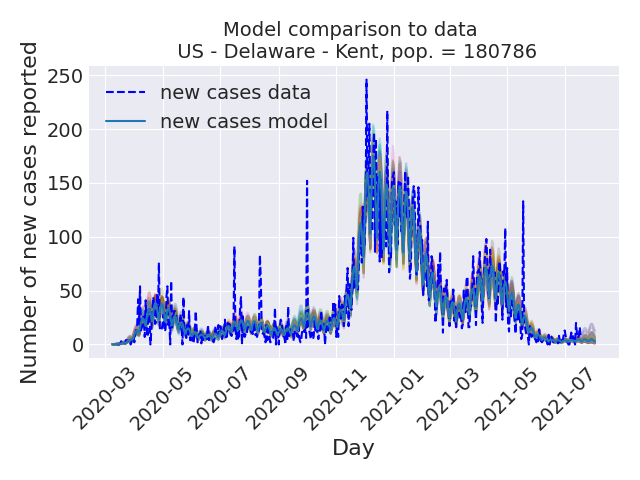 Model comparison to data
US - Delaware - Kent, pop. = 180786
Number of new cases reported
250
200
150
100
50
0
new cases data
new cases model
2020-03
2020-05
2020-07
2020-09
2020-11
2021-01
2021-03
2021-05
2021-07
Day